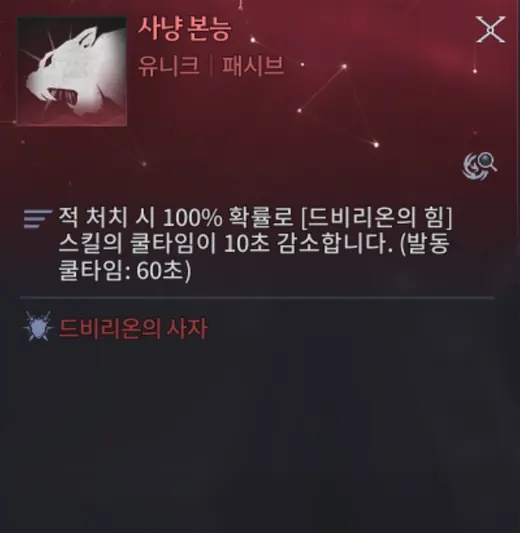 사냥 본능
유니크 | 패시브
적 처치 시 100% 확률로 [드비리온의 힘]
스킬의 쿨타임이 10초 감소합니다. (발동
쿨타임: 60초)
드비리온의 사자